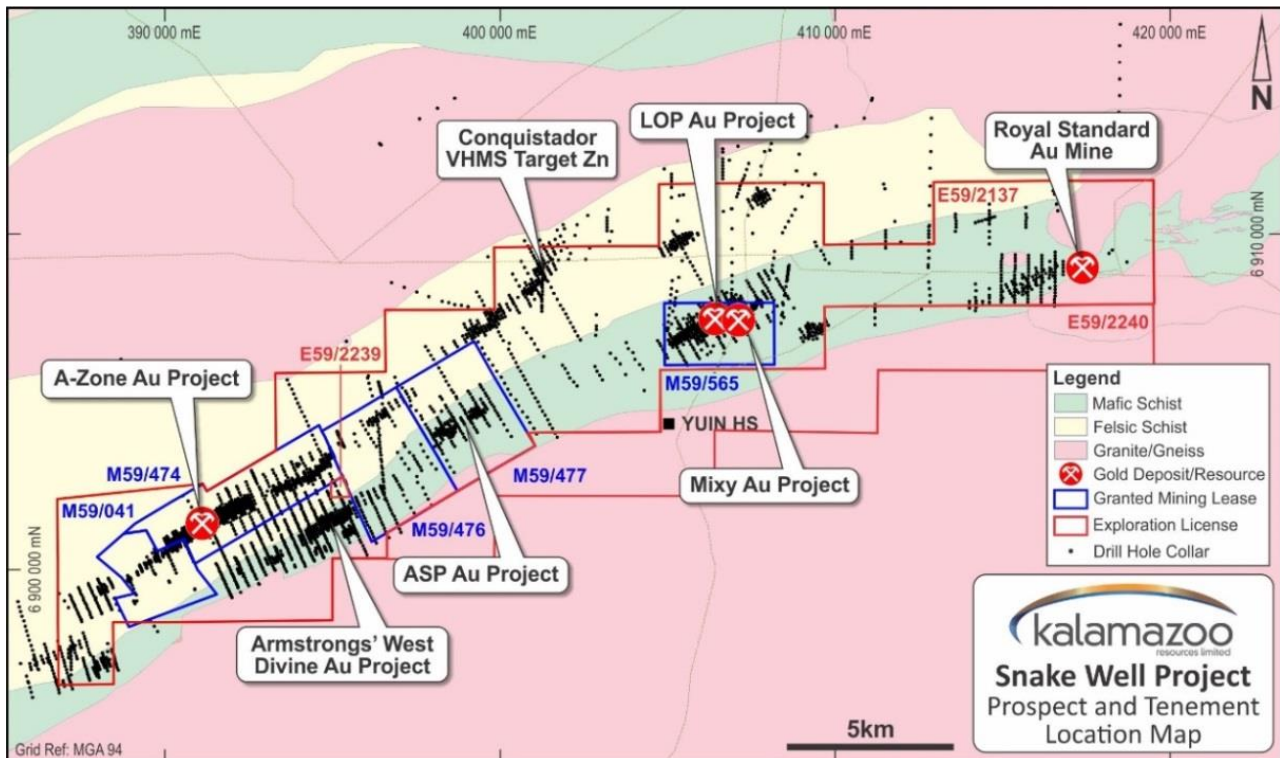 390 000 mE
400 000 mE
410 000 mE
420 000 mE
N
LOP Au Project
Royal Standard
Au Mine
Conquistador
VHMS Target Zn
E59/2137
6 910 000 mN
E59/2239
E59/2240
A-Zone Au Project
M59/565
YUIN HS
M59/474
M59/041
M59/477
Mixy Au Project
M59/476
6 900 000 mN
ASP Au Project
Armstrongs' West
Divine Au Project
Legend
Mafic Schist
Felsic Schist
Granite/Gneiss
Gold Deposit/Resource
Granted Mining Lease
Exploration License
Drill Hole Collar
kalamazoo
resources limited
Snake Well Project
Prospect and Tenement
Location Map
5km
Grid Ref: MGA 94